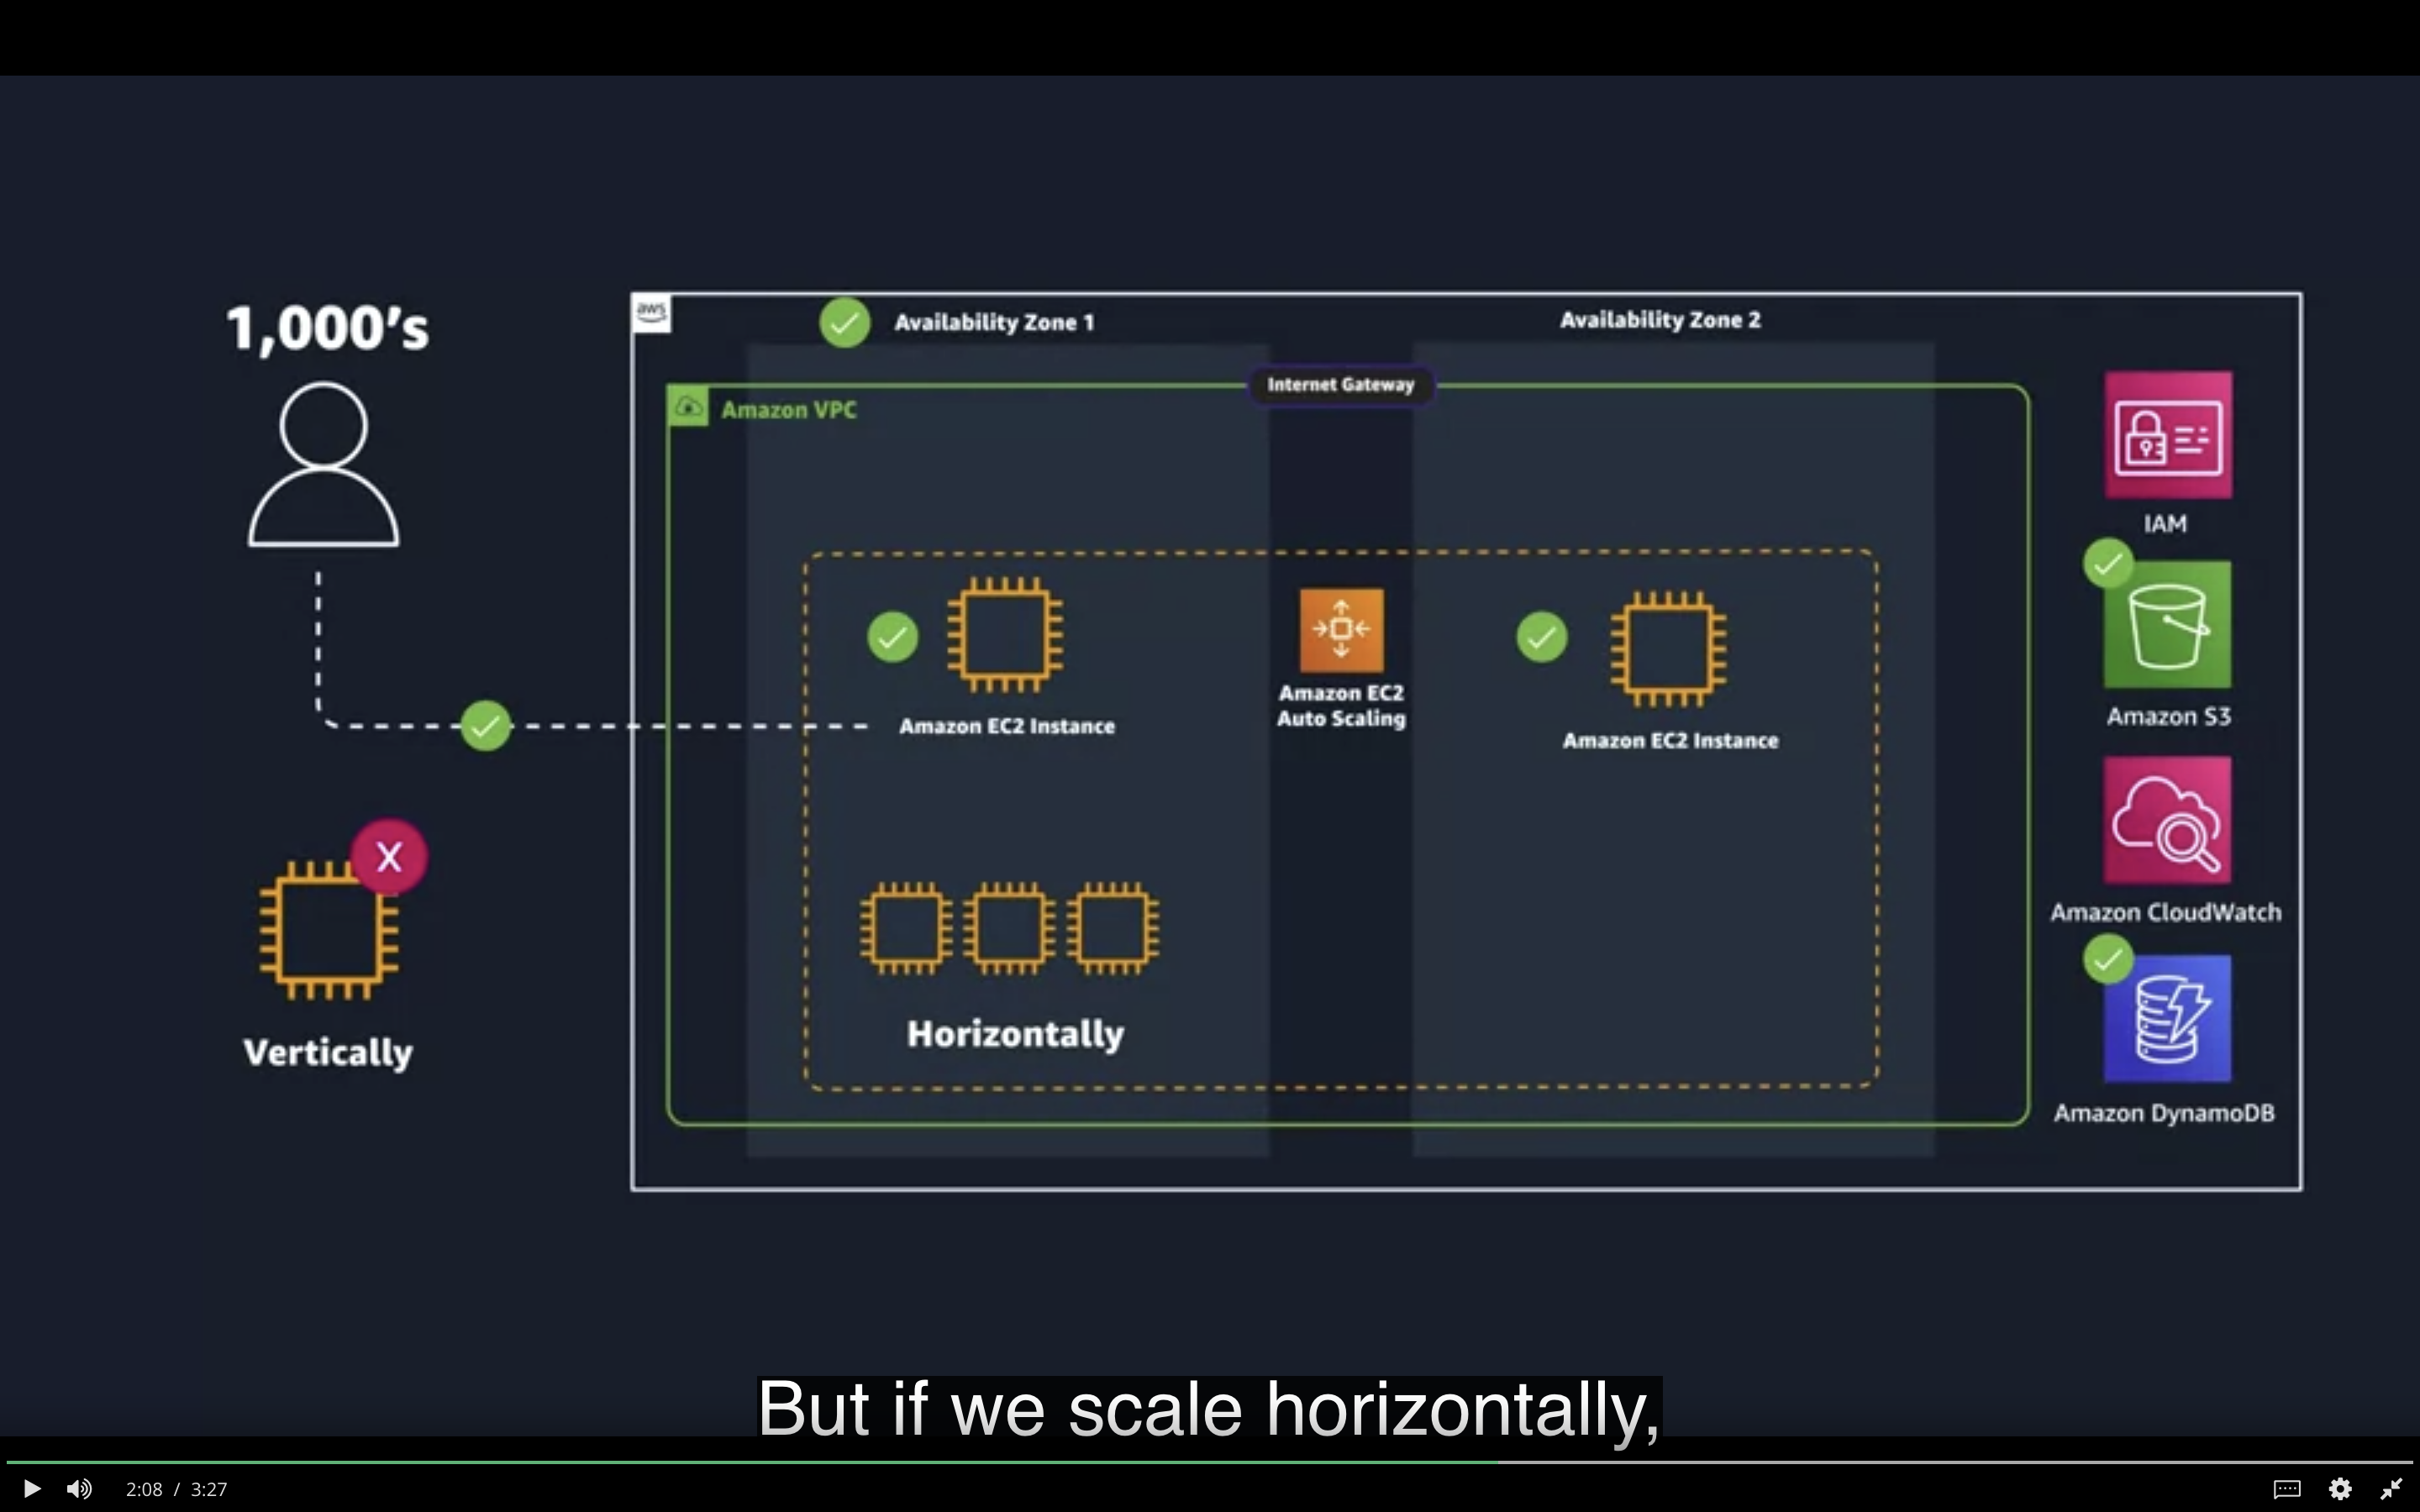 1,000's
aws
Availability Zone 1
Availability Zone 2
Internet Gateway
Amazon VPC
IAM
Amazon EC2 Instance
Amazon EC2
Auto Scaling
Amazon EC2 Instance
Amazon S3
X
Vertically
Horizontally
Amazon CloudWatch
Amazon DynamoDB
But if we scale horizontally,
2:08 / 3:27